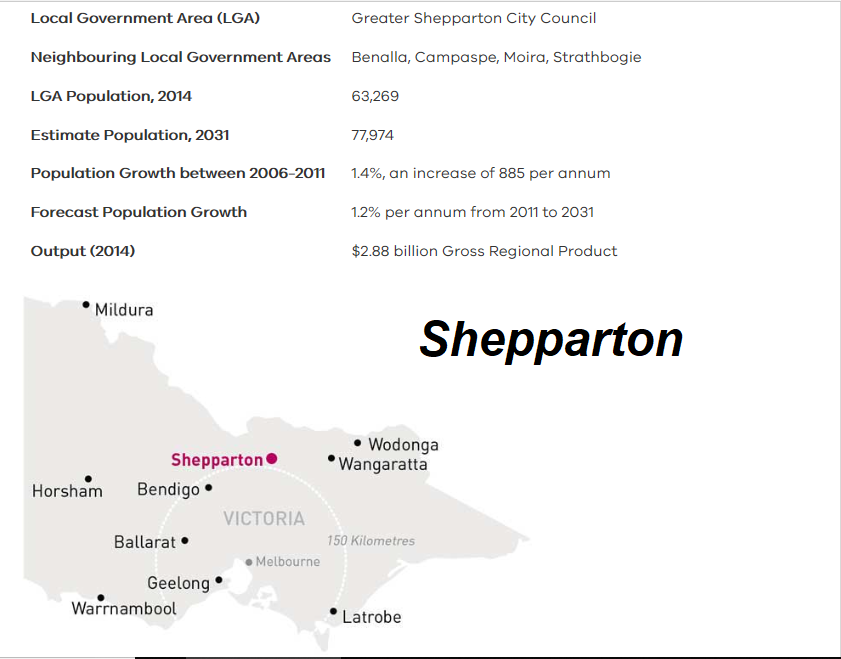 Local Government Area (LGA) Greater Shepparton City Council
Neighbouring Local Government Areas Benalla, Campaspe, Moira, Strathbogie
LGA Population, 2014 63,269
Estimate Population, 2031 77,974
Population Growth between 2006-2011 1.4%, an increase of 885 per annum
Forecast Population Growth 1.2% per annum from 2011 to 2031
Output (2014) $2.88 billion Gross Regional Product
Mildura
Shepparton
Wodonga
Shepparton
Wangaratta
Horsham
Bendigo
VICTORIA
Ballarat
150 Kilometres
Melbourne
Geelong
Warrnambool
Latrobe